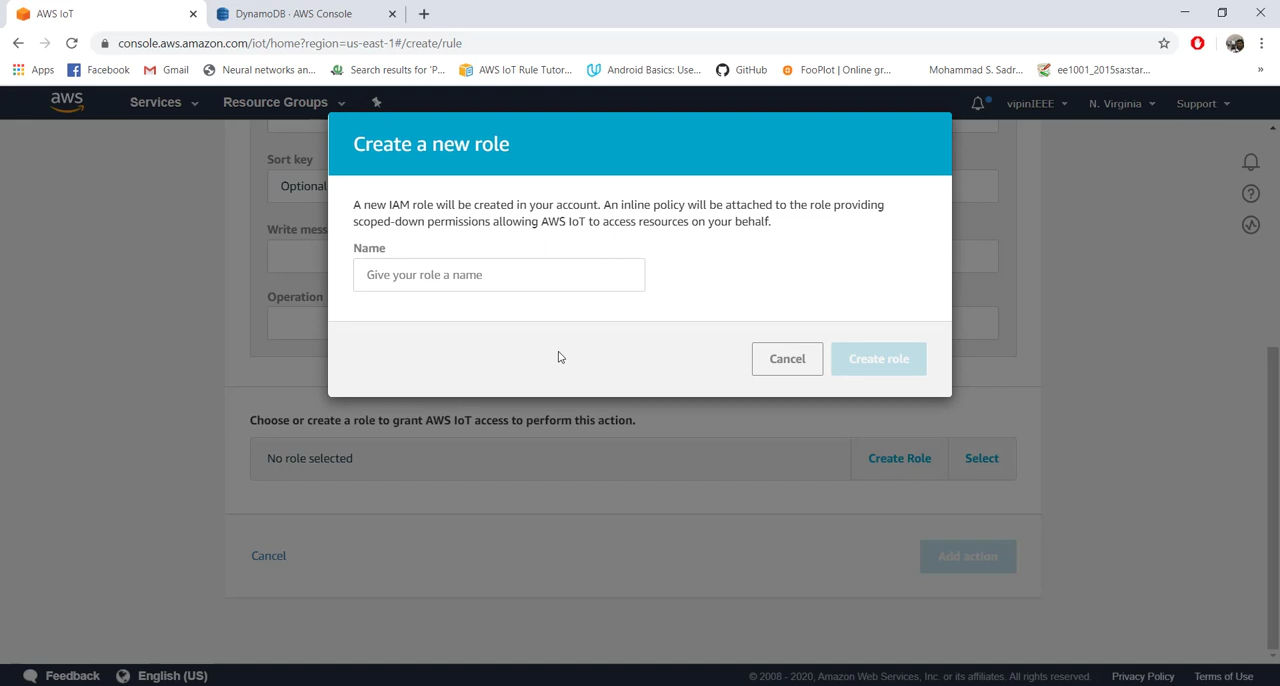 AWS IoT
DynamoDB · AWS Console
console.aws.amazon.com/iot/home?region=us-east-1#/create/rule
Apps
Facebook
Gmail
Neural networks an...
Search results for 'P...
AWS IoT Rule Tutor...
Android Basics: Use...
GitHub
FooPlot | Online gr...
Mohammad S. Sadr...
ee1001_2015sa:star...
»
aws
Services
Resource Groups
vipinIEEE
N. Virginia
Support
Create a new role
A new IAM role will be created in your account. An inline policy will be attached to the role providing
scoped-down permissions allowing AWS IoT to access resources on your behalf.
Name
Give your role a name
Cancel
Create role
Sort key
Optional
Write mess
Operation
Choose or create a role to grant AWS IoT access to perform this action.
No role selected
Create Role
Select
Cancel
Add action
Feedback
English (US)
© 2008 - 2020, Amazon Web Services, Inc. or its affiliates. All rights reserved.
Privacy Policy
Terms of Use